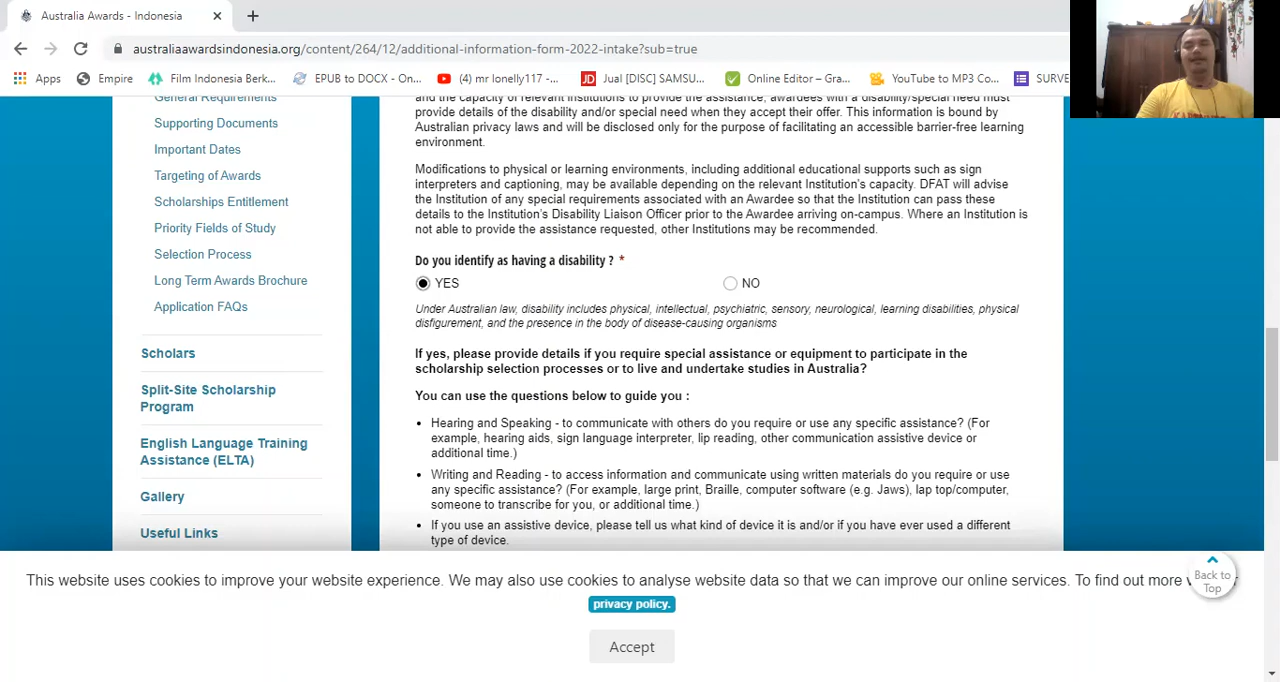 Australia Awards - Indonesia
australiaawardsindonesia.org/content/264/12/additional-information-form-2022-intake?sub=true
Apps
Empire
Film Indonesia Berk...
EPUB to DOCX - On...
(4) mr lonelly117 -...
Jual [DISC] SAMSU...
Online Editor – Gra...
YouTube to MP3 Co...
SURVE
General Requirements
Supporting Documents
Important Dates
Targeting of Awards
Scholarships Entitlement
Priority Fields of Study
Selection Process
Long Term Awards Brochure
Application FAQs
Scholars
Split-Site Scholarship
Program
English Language Training
Assistance (ELTA)
Gallery
Useful Links
and the capacity of relevant institutions to provide the assistance, awardees with a disability/special need must
provide details of the disability and/or special need when they accept their offer. This information is bound by
Australian privacy laws and will be disclosed only for the purpose of facilitating an accessible barrier-free learning
environment.
Modifications to physical or learning environments, including additional educational supports such as sign
interpreters and captioning, may be available depending on the relevant Institution's capacity. DFAT will advise
the Institution of any special requirements associated with an Awardee so that the Institution can pass these
details to the Institution's Disability Liaison Officer prior to the Awardee arriving on-campus. Where an Institution is
not able to provide the assistance requested, other Institutions may be recommended.
Do you identify as having a disability ? *
YES
NO
Under Australian law, disability includes physical, intellectual, psychiatric, sensory, neurological, learning disabilities, physical
disfigurement, and the presence in the body of disease-causing organisms
If yes, please provide details if you require special assistance or equipment to participate in the
scholarship selection processes or to live and undertake studies in Australia?
You can use the questions below to guide you :
• Hearing and Speaking - to communicate with others do you require or use any specific assistance? (For
example, hearing aids, sign language interpreter, lip reading, other communication assistive device or
additional time.)
• Writing and Reading - to access information and communicate using written materials do you require or use
any specific assistance? (For example, large print, Braille, computer software (e.g. Jaws), lap top/computer,
someone to transcribe for you, or additional time.)
• If you use an assistive device, please tell us what kind of device it is and/or if you have ever used a different
type of device.
This website uses cookies to improve your website experience. We may also use cookies to analyse website data so that we can improve our online services. To find out more
privacy policy.
Accept
Back to
Top